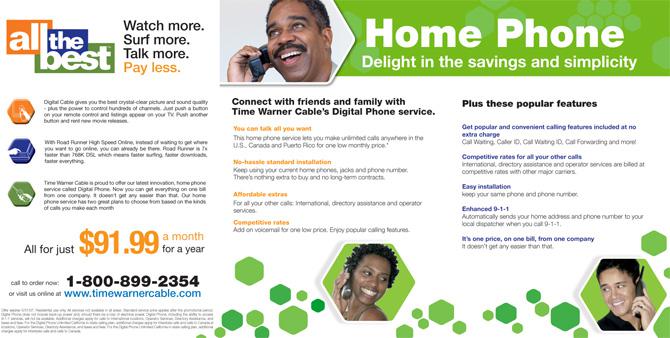 all the best
Watch more.
Surf more.
Talk more.
Pay less.
Digital Cable gives you the best crystal-clear picture and sound quality
- plus the power to control hundreds of channels. Just push a button
on your remote control and listings appear on your TV. Push another
button and rent new movie releases.
With Road Runner High Speed Online, instead of waiting to get where
you want to go online, you can already be there. Road Runner is 7x
faster than 768K DSL which means faster surfing, faster downloads,
faster everything.
Time Warner Cable is proud to offer our latest innovation, home phone
service called Digital Phone. Now you can get everything on one bill
from one company. It doesn't get any easier than that. Our home
phone service has two great plans to choose from based on the kinds
of calls you make each month
All for just $91.99 a month
for a year
call to order now: 1-800-899-2354
or visit us online at www.timewarnercable.com
Home Phone
Delight in the savings and simplicity
Connect with friends and family with
Time Warner Cable's Digital Phone service.
You can talk all you want
This home phone service lets you make unlimited calls anywhere in the
U.S., Canada and Puerto Rico for one low monthly price.*
No-hassle standard installation
Keep using your current home phones, jacks and phone number.
There's nothing extra to buy and no long-term contracts.
Affordable extras
For all your other calls: International, directory assistance and operator
services.
Competitive rates
Add on voicemail for one low price. Enjoy popular calling features.
Plus these popular features
Get popular and convenient calling features included at no
extra charge
Call Waiting, Caller ID, Call Waiting ID, Call Forwarding and more!
Competitive rates for all your other calls
International, directory assistance and operator services are billed at
competitive rates with other major carriers.
Easy installation
keep your same phone and phone number.
Enhanced 9-1-1
Automatically sends your home address and phone number to your
local dispatcher when you call 9-1-1.
It's one price, on one bill, from one company
It doesn't get any easier than that.